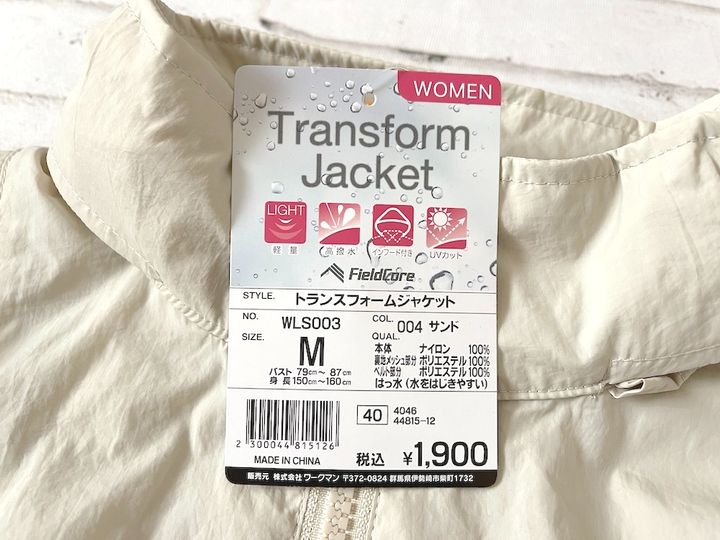 WOMEN
Transform
Jacket
LIGHT
軽量 高撥水 インフード付き UVカット
FieldCore
STYLE. トランスフォームジャケット
NO. WLS003
COL. 004 サンド
SIZE. M
バスト 79cm～ 87cm
身長150cm～160cm
QUAL.
本体 ナイロン 100%
裏地メッシュ部分 ポリエステル 100%
ベルト部分 ポリエステル 100%
はっ水（水をはじきやすい）
40 4046
44815-12
2 300044 815126
MADE IN CHINA
税込 ¥1,900
販売元 株式会社 ワークマン 〒372-0824 群馬県伊勢崎市柴町1732